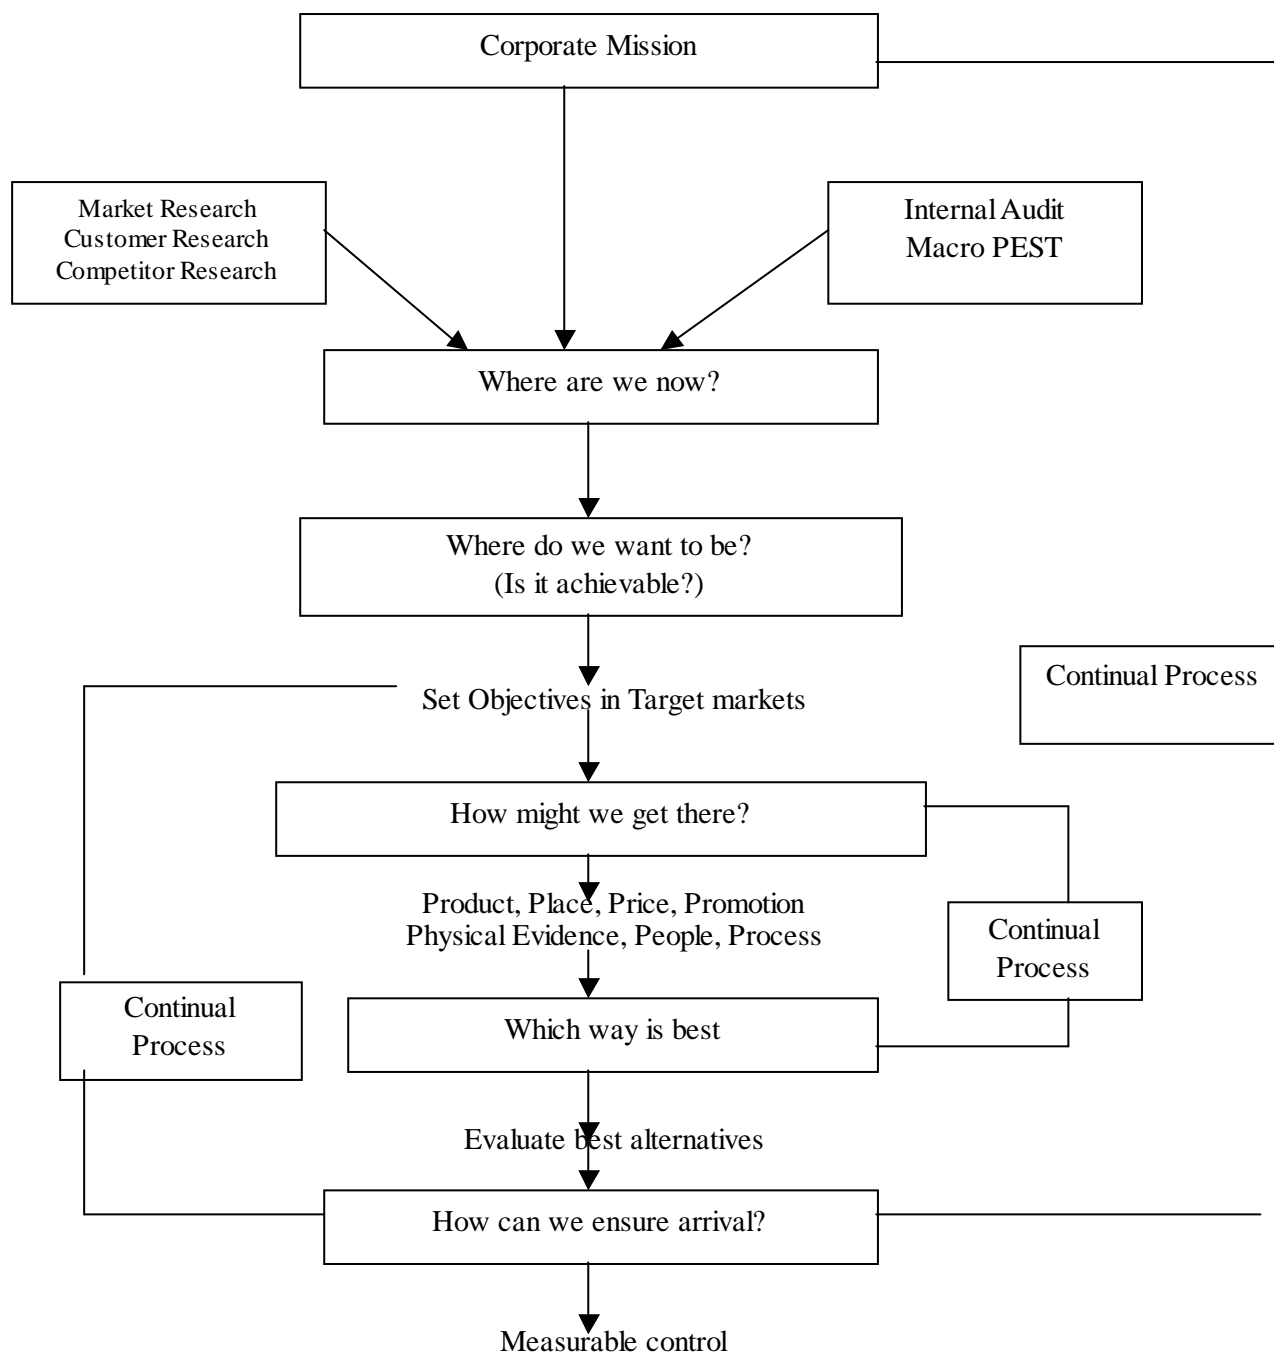 Corporate Mission
Market Research
Customer Research
Competitor Research
Internal Audit
Macro PEST
Where are we now?
Where do we want to be?
(Is it achievable?)
Set Objectives in Target markets
Continual Process
How might we get there?
Product, Place, Price, Promotion
Physical Evidence, People, Process
Continual
Process
Continual
Process
Which way is best
Evaluate best alternatives
How can we ensure arrival?
Measurable control